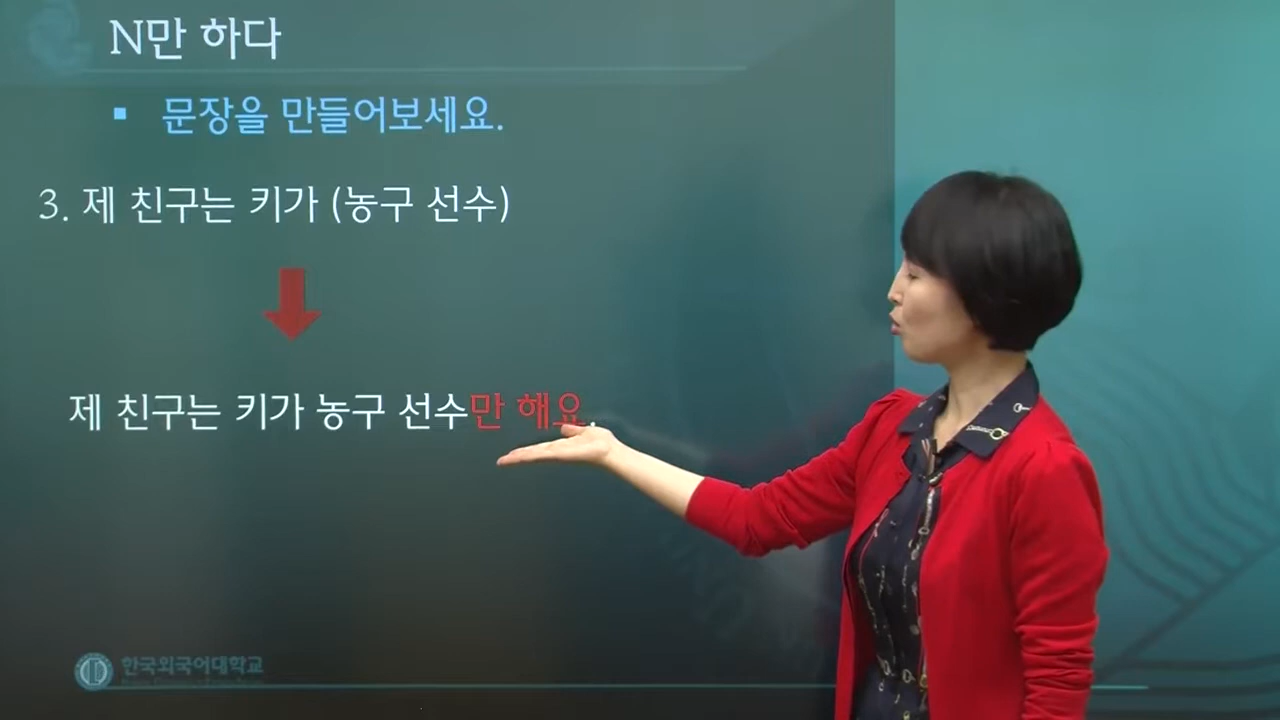 N만 하다
▪ 문장을 만들어보세요.
3. 제 친구는 키가 (농구 선수)
제 친구는 키가 농구 선수만 해요.
한국외국어대학교